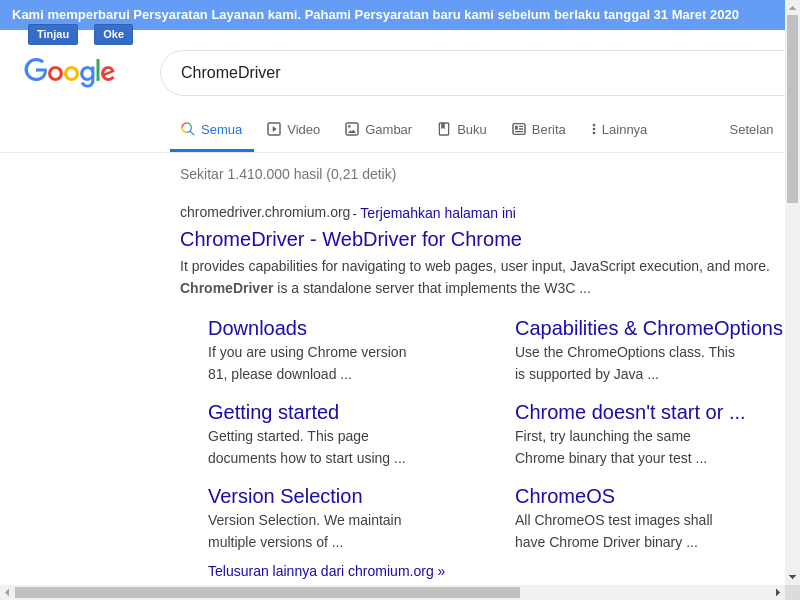 Kami memperbarui Persyaratan Layanan kami. Pahami Persyaratan baru kami sebelum berlaku tanggal 31 Maret 2020
Tinjau Oke
Google
ChromeDriver
Semua Video Gambar Buku Berita Lainnya Setelan
Sekitar 1.410.000 hasil (0,21 detik)
chromedriver.chromium.org - Terjemahkan halaman ini
ChromeDriver - WebDriver for Chrome
It provides capabilities for navigating to web pages, user input, JavaScript execution, and more.
ChromeDriver is a standalone server that implements the W3C ...
Downloads
If you are using Chrome version
81, please download ...
Capabilities & ChromeOptions
Use the ChromeOptions class. This
is supported by Java ...
Getting started
Getting started. This page
documents how to start using ...
Chrome doesn't start or ...
First, try launching the same
Chrome binary that your test ...
Version Selection
Version Selection. We maintain
multiple versions of ...
ChromeOS
All ChromeOS test images shall
have Chrome Driver binary ...
Telusuran lainnya dari chromium.org »